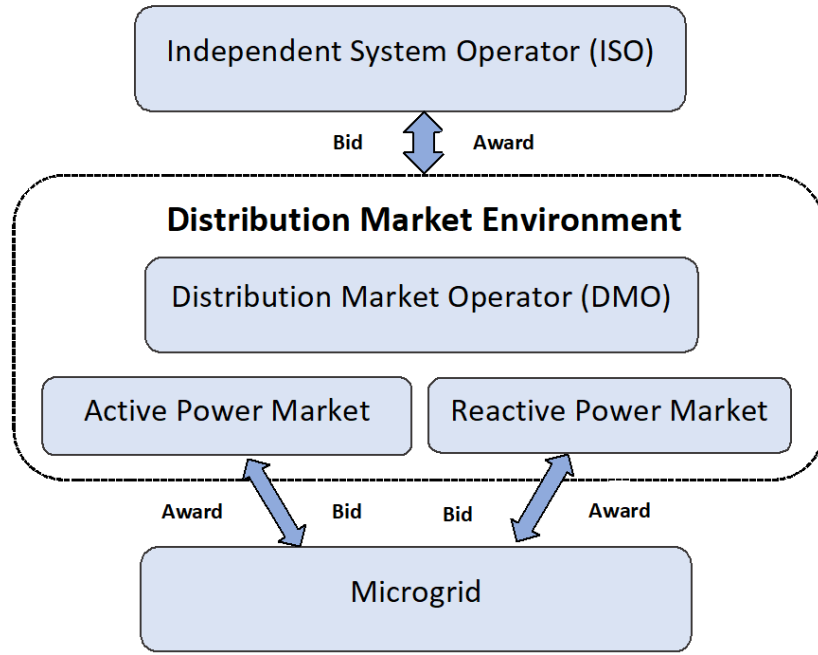 Independent System Operator (ISO)
Bid
Award
Distribution Market Environment
Distribution Market Operator (DMO)
Active Power Market
Reactive Power Market
Award
Bid
Bid
Award
Microgrid